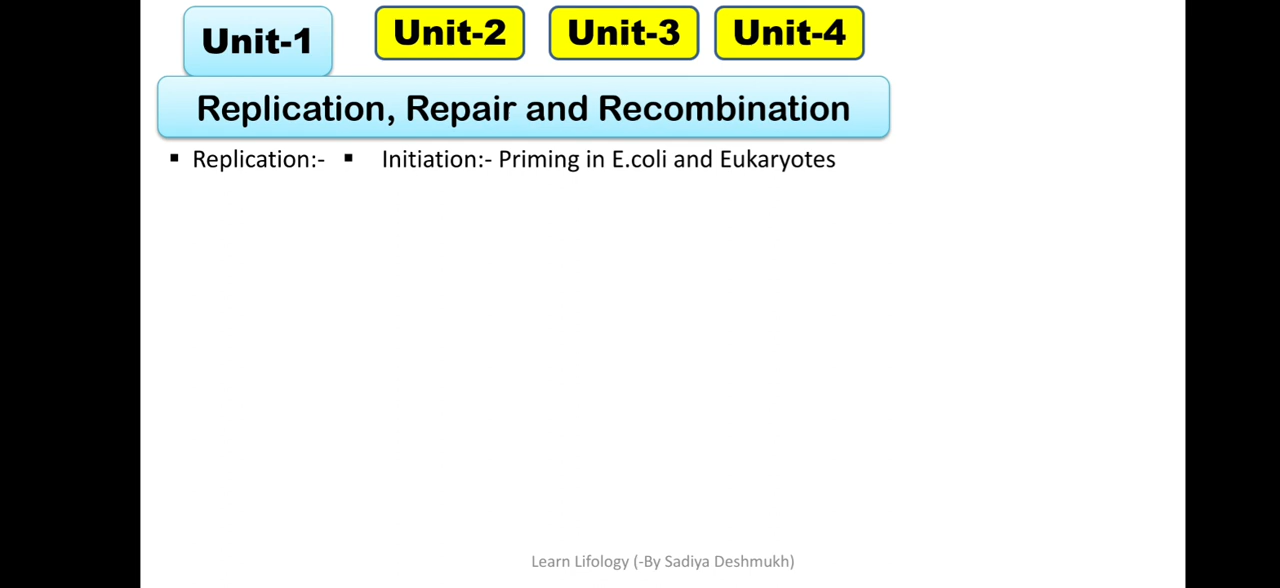 Unit-1 Unit-2 Unit-3 Unit-4
Replication, Repair and Recombination
▪ Replication:- ▪ Initiation:- Priming in E.coli and Eukaryotes
Learn Lifology (-By Sadiya Deshmukh)